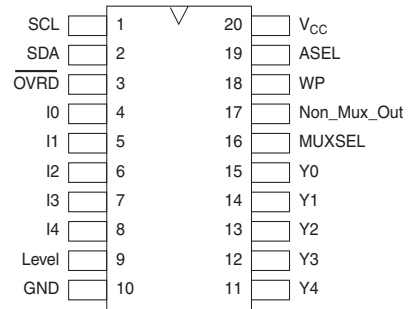 SCL 1 20 VCC
SDA 2 19 ASEL
OVRD 3 18 WP
I0 4 17 Non_Mux_Out
I1 5 16 MUXSEL
I2 6 15 Y0
I3 7 14 Y1
I4 8 13 Y2
Level 9 12 Y3
GND 10 11 Y4